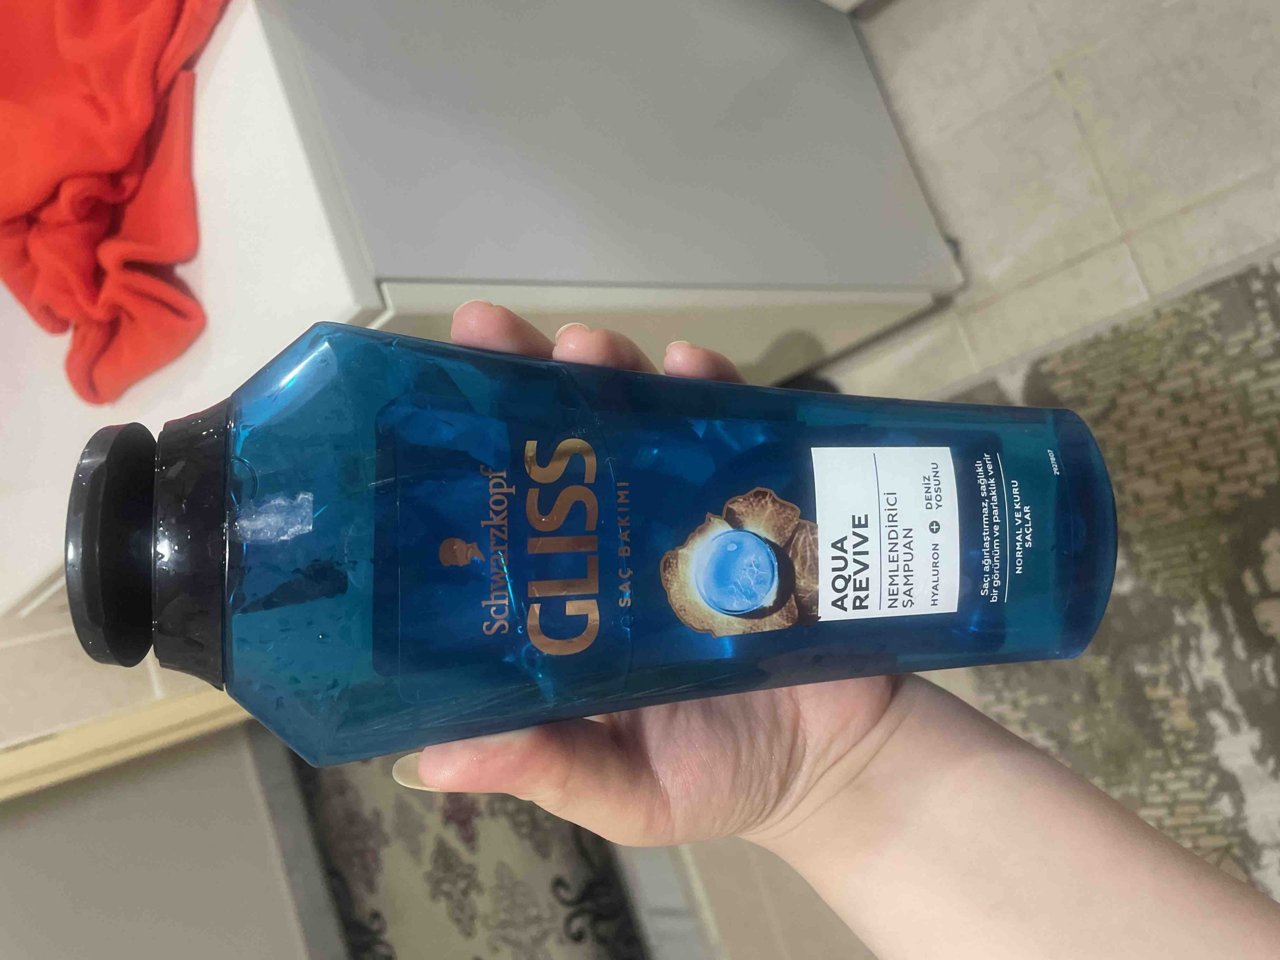 Schwarzkopf
GLISS
SAÇ BAKIMI
AQUA
REVIVE
NEMLENDİRİCİ
ŞAMPUAN
HYALURON + DENİZ
YOSUNU
Saçı ağırlaştırmaz, sağlıklı
bir görünüm ve parlaklık verir
NORMAL VE KURU
SAÇLAR
2927807